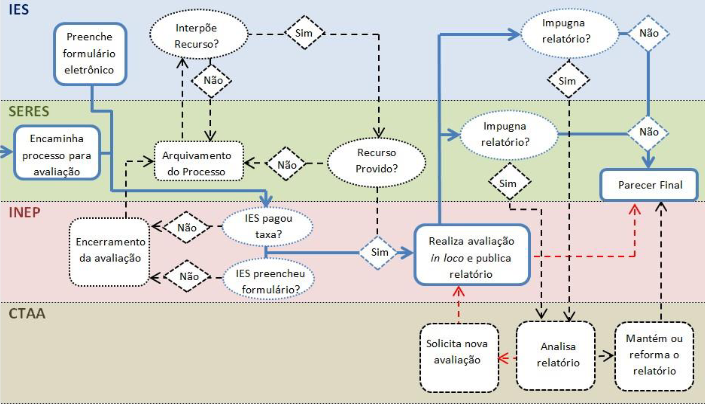 IES
Preenche
formulário
eletrônico
Interpõe
Recurso?
Sim
Não
Impugna
relatório?
Não
Sim
SERES
Encaminha
processo para
avaliação
Arquivamento
do Processo
Não
Recurso
Provido?
Impugna
relatório?
Não
Sim
Parecer Final
INEP
Encerramento
da avaliação
Não
IES pagou
taxa?
Não
IES preencheu
formulário?
Sim
Realiza avaliação
in loco e publica
relatório
CTAA
Solicita nova
avaliação
Analisa
relatório
Mantém ou
reforma o
relatório